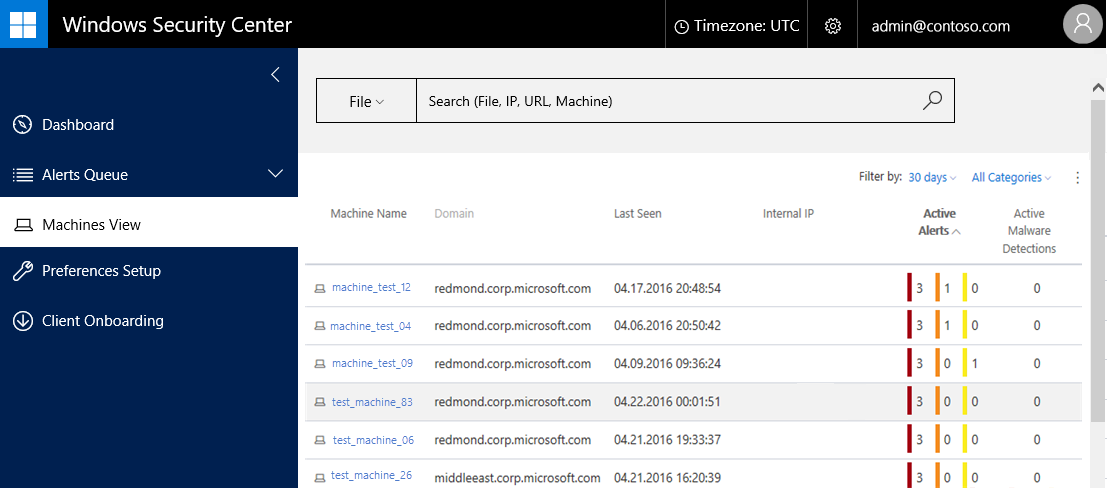 Windows Security Center
Timezone: UTC
admin@contoso.com
Dashboard
Alerts Queue
Machines View
Preferences Setup
Client Onboarding
File
Search (File, IP, URL, Machine)
Filter by: 30 days All Categories
Machine Name Domain Last Seen Internal IP Active Alerts Active Malware Detections
machine_test_12 redmond.corp.microsoft.com 04.17.2016 20:48:54 3 1 0 0
machine_test_04 redmond.corp.microsoft.com 04.06.2016 20:50:42 3 1 0 0
machine_test_09 redmond.corp.microsoft.com 04.09.2016 09:36:24 3 0 1 0
test_machine_83 redmond.corp.microsoft.com 04.22.2016 00:01:51 3 0 0 0
test_machine_06 redmond.corp.microsoft.com 04.21.2016 19:33:37 3 0 0 0
test_machine_26 middleeast.corp.microsoft.com 04.21.2016 16:20:39 3 0 0 0